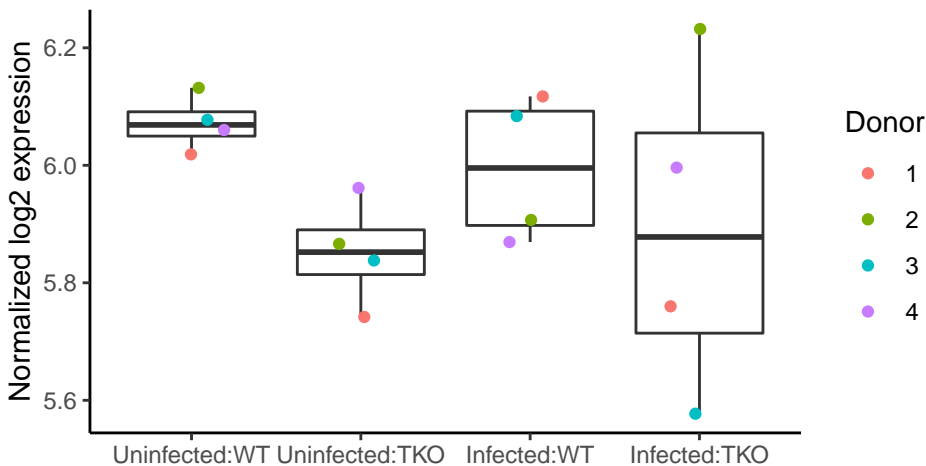 Normalized log2 expression
6.2
6.0
5.8
5.6
Uninfected:WT Uninfected:TKO Infected:WT Infected:TKO
Donor
1
2
3
4